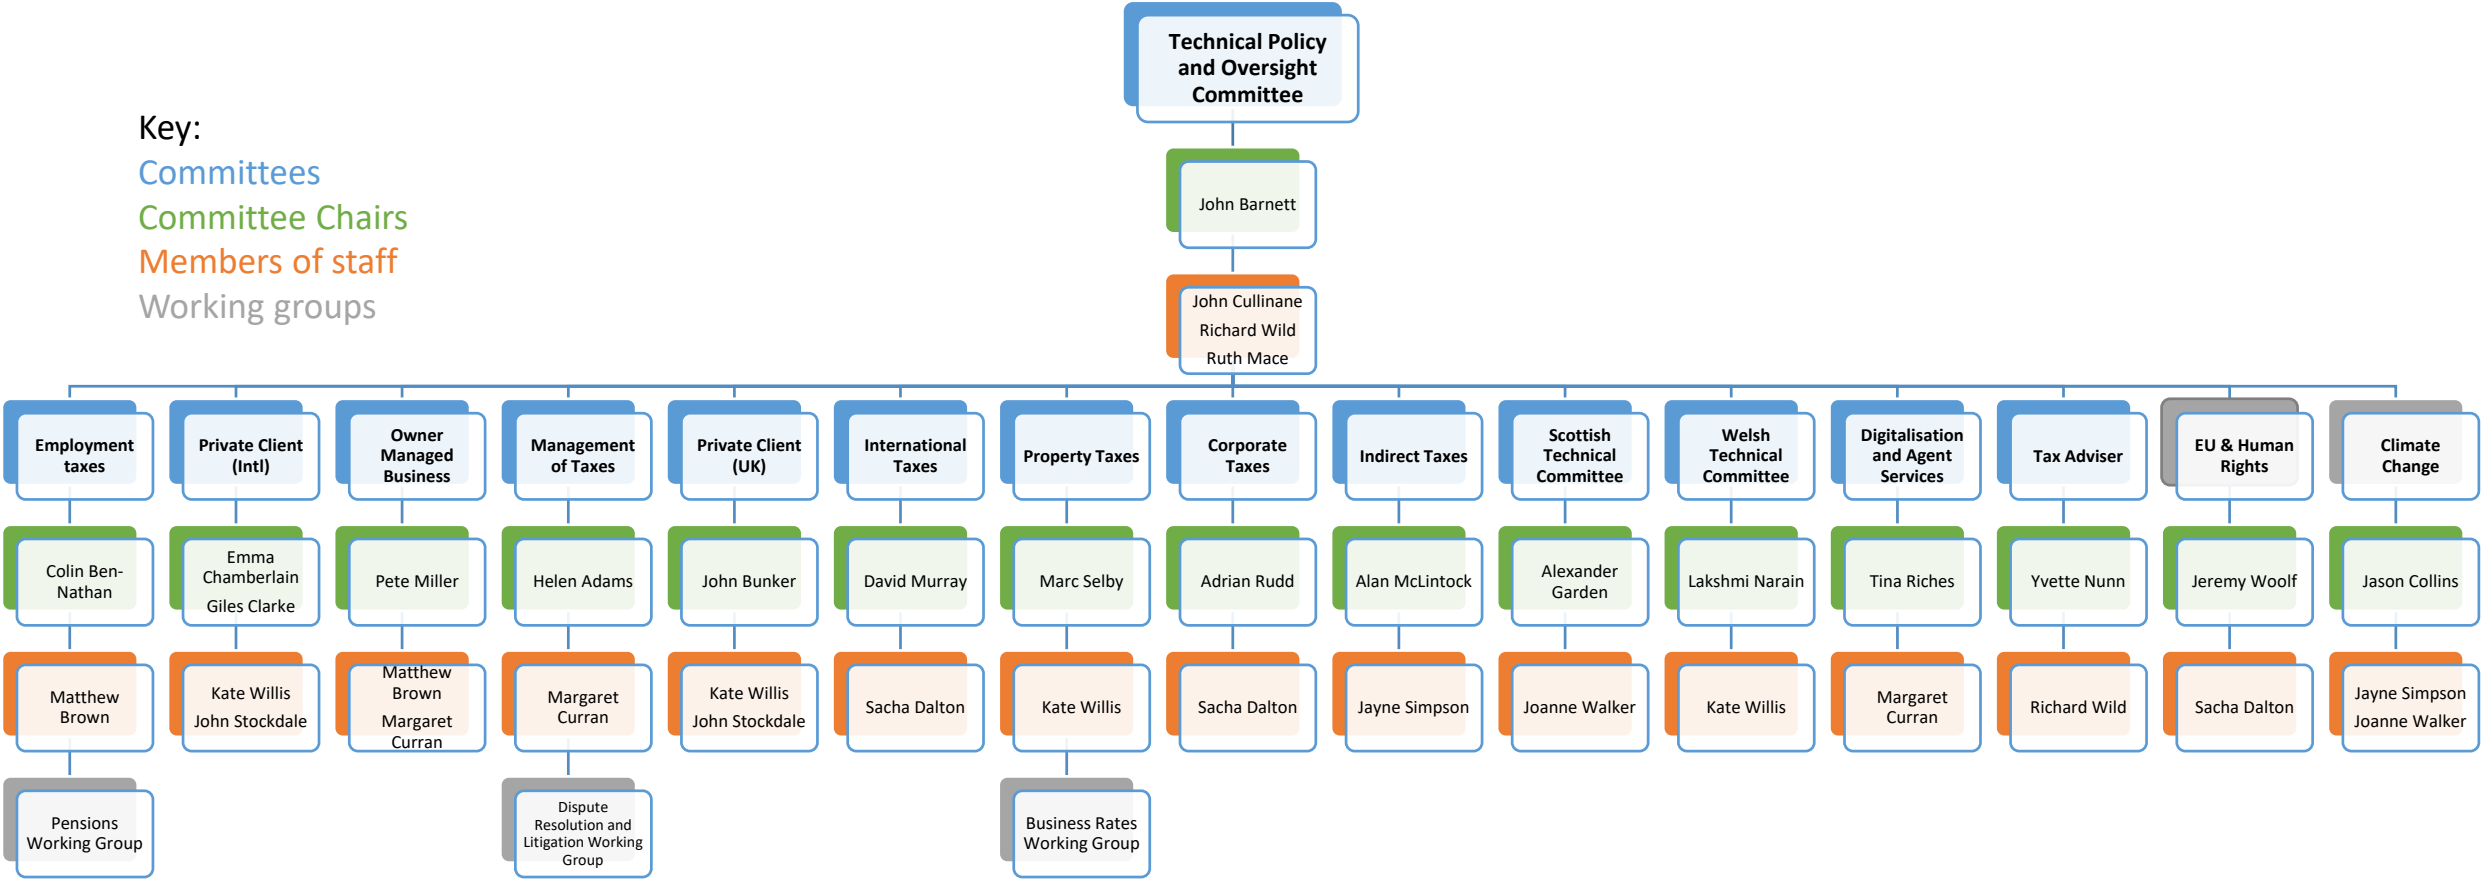 Technical Policy
and Oversight
Committee
Key:
Committees
Committee Chairs
Members of staff
Working groups
John Barnett
John Cullinane
Richard Wild
Ruth Mace
Employment
taxes
Private Client
(Intl)
Owner
Managed
Business
Management
of Taxes
Private Client
(UK)
International
Taxes
Property Taxes
Corporate
Taxes
Indirect Taxes
Scottish
Technical
Committee
Welsh
Technical
Committee
Digitalisation
and Agent
Services
Tax Adviser
EU & Human
Rights
Climate
Change
Colin Ben-
Nathan
Emma
Chamberlain
Giles Clarke
Pete Miller
Helen Adams
John Bunker
David Murray
Marc Selby
Adrian Rudd
Alan McLintock
Alexander
Garden
Lakshmi Narain
Tina Riches
Yvette Nunn
Jeremy Woolf
Jason Collins
Matthew
Brown
Kate Willis
John Stockdale
Matthew
Brown
Margaret
Curran
Margaret
Curran
Kate Willis
John Stockdale
Sacha Dalton
Kate Willis
Sacha Dalton
Jayne Simpson
Joanne Walker
Kate Willis
Margaret
Curran
Richard Wild
Sacha Dalton
Jayne Simpson
Joanne Walker
Pensions
Working Group
Dispute
Resolution and
Litigation Working
Group
Business Rates
Working Group